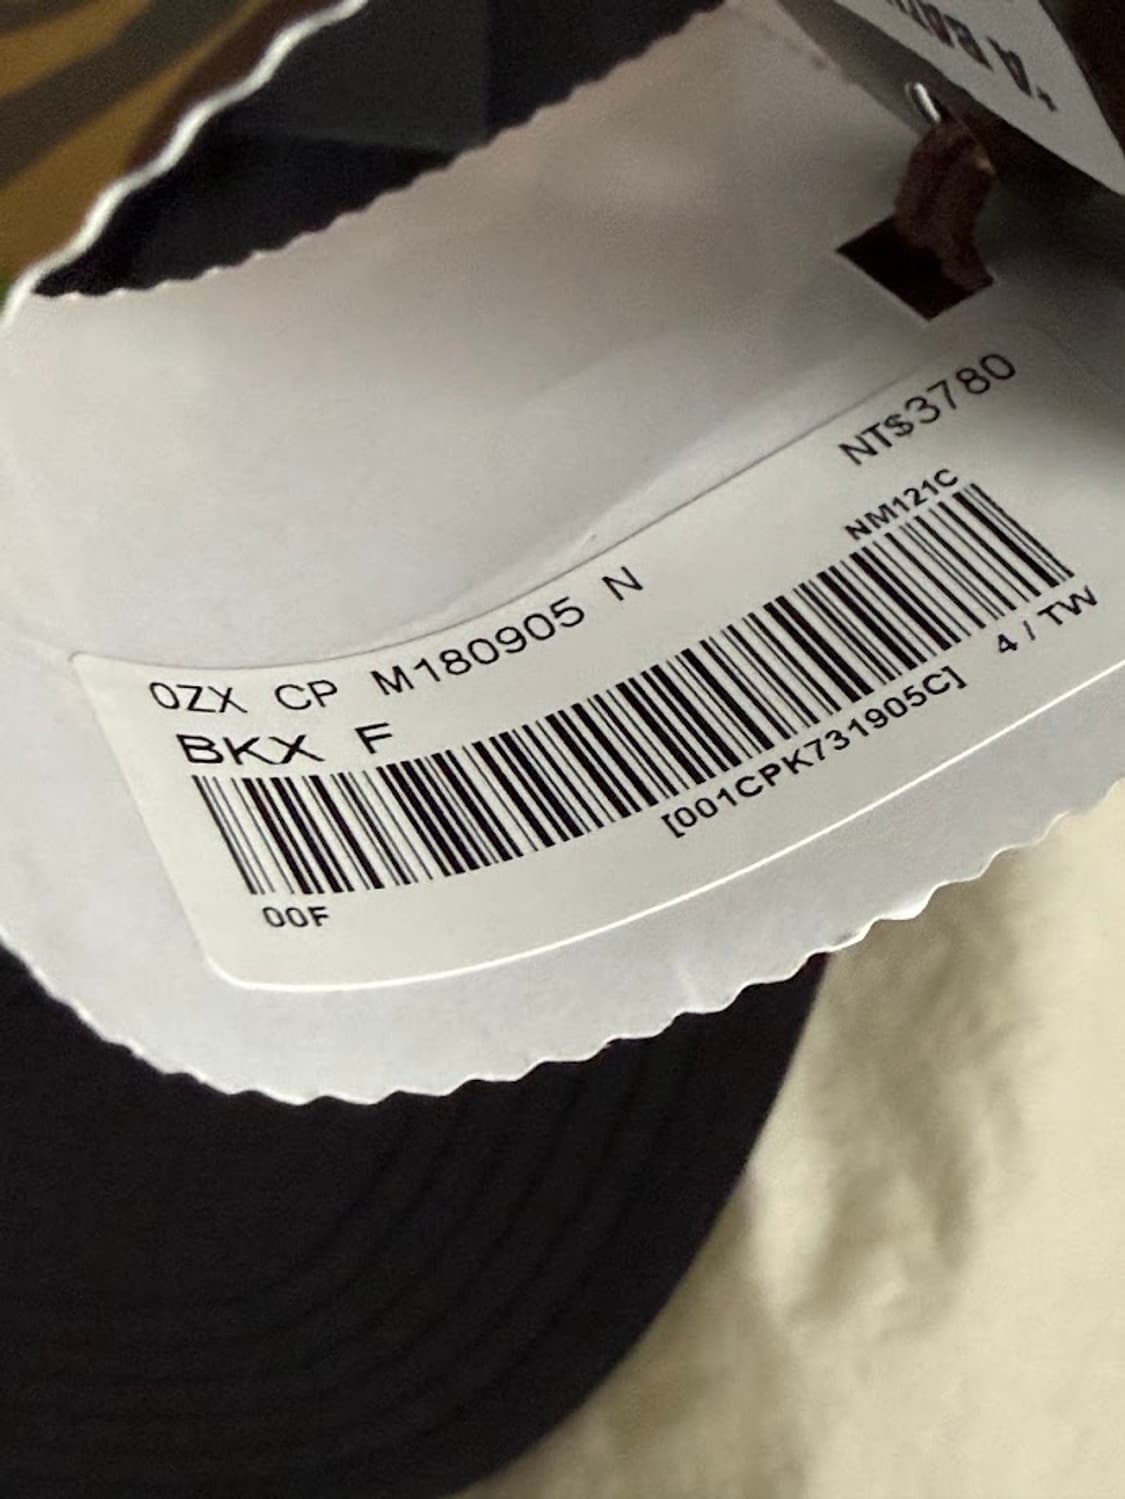 NT$3780
0ZX CP M180905 N
NM121C
BKX F
[001CPK731905C] 4 / TW
00F